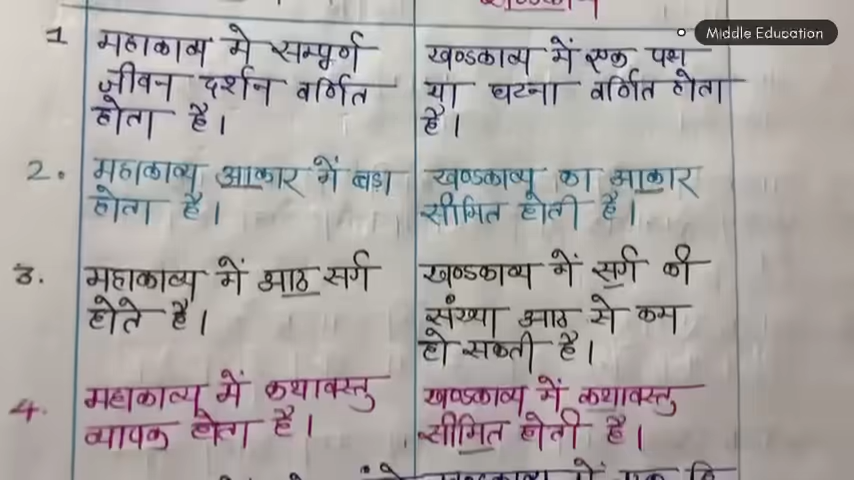 Middle Education
1 महाकाव्य मे सम्पूर्ण
जीवन दर्शन वर्णित
होता है।
खण्डकाव्य में एक पक्ष
या घटना वर्णित होता
है।
2. महाकाव्य आकार में बड़ा
होता है।
खण्डकाव्य का आकार
सीमित होती है।
3. महाकाव्य में आठ सर्ग
होते है।
खण्डकाव्य में सर्ग की
संख्या आठ से कम
हो सकती है।
4. महाकाव्य में कथावस्तु
व्यापक होता है।
खण्डकाव्य में कथावस्तु
सीमित होती है।